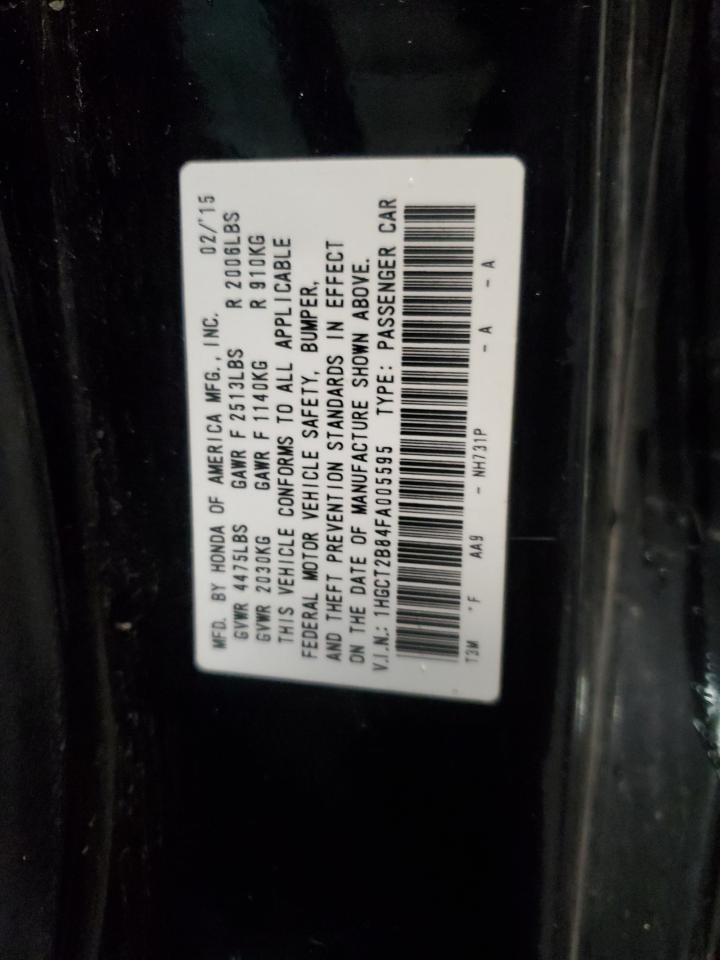 MFD. BY HONDA OF AMERICA MFG., INC. 02/'15
GVWR 4475LBS GAWR F 2513LBS R 2006LBS
GVWR 2030KG GAWR F 1140KG R 910KG
THIS VEHICLE CONFORMS TO ALL APPLICABLE
FEDERAL MOTOR VEHICLE SAFETY, BUMPER,
AND THEFT PREVENTION STANDARDS IN EFFECT
ON THE DATE OF MANUFACTURE SHOWN ABOVE.
V.I.N.: 1HGCT2B84FA005595 TYPE: PASSENGER CAR
T3M *F AA9 - NH731P - A - A